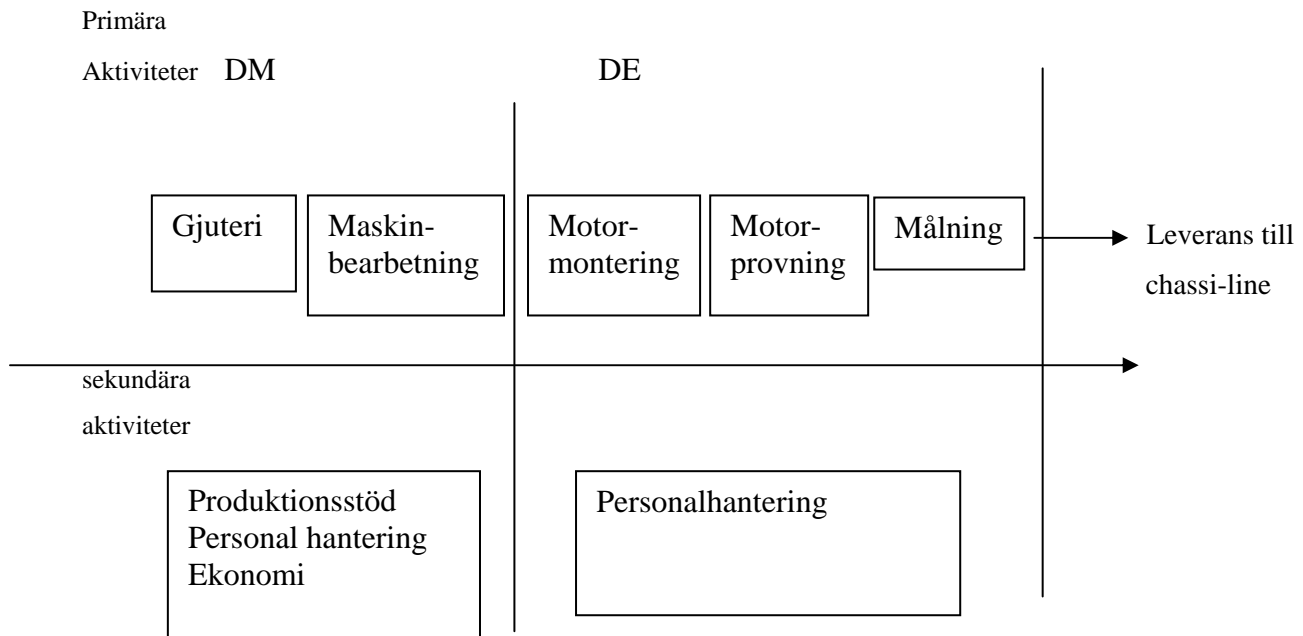 Primära
Aktiviteter DM DE
Gjuteri
Maskin-
bearbetning
Motor-
montering
Motor-
provning
Målning
Leverans till
chassi-line
sekundära
aktiviteter
Produktionsstöd
Personal hantering
Ekonomi
Personalhantering